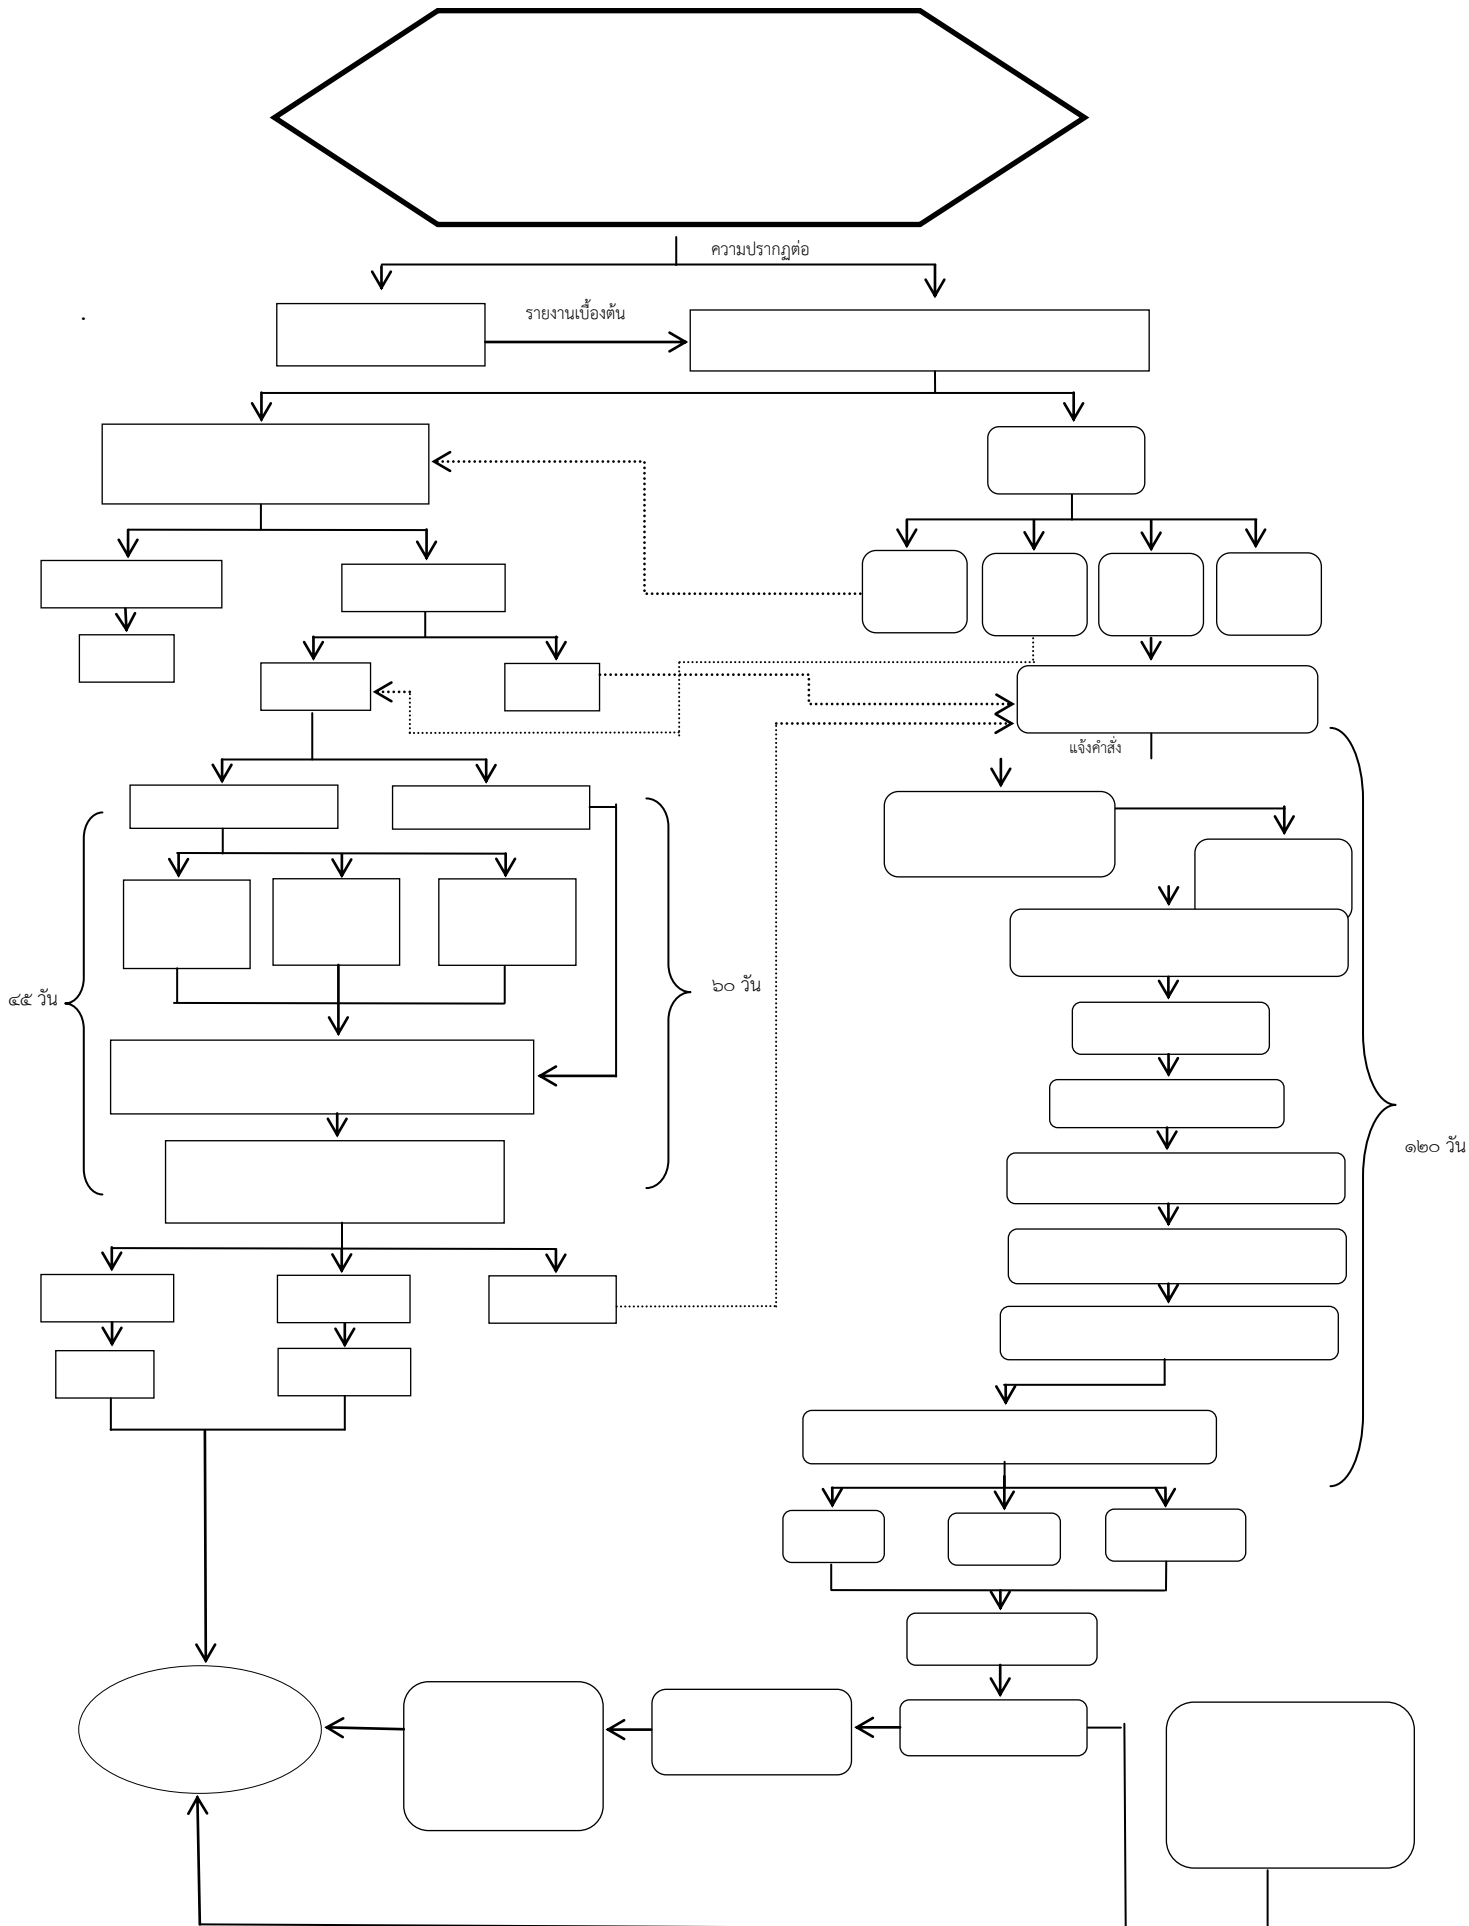 ความปรากฏต่อ
รายงานเบื้องต้น
แจ้งคำสั่ง
๔๕ วัน
๖๐ วัน
๑๒๐ วัน